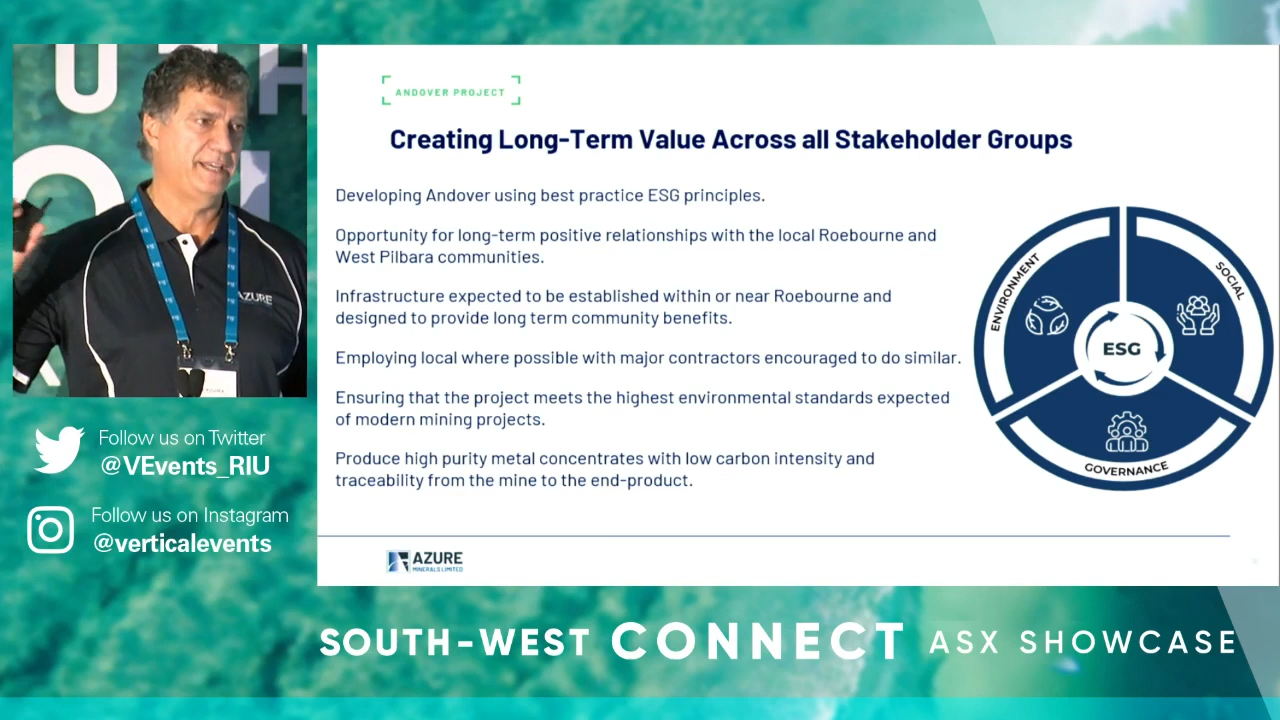 ANDOVER PROJECT
Creating Long-Term Value Across all Stakeholder Groups
Developing Andover using best practice ESG principles.
Opportunity for long-term positive relationships with the local Roebourne and
West Pilbara communities.
Infrastructure expected to be established within or near Roebourne and
designed to provide long term community benefits.
Employing local where possible with major contractors encouraged to do similar.
Ensuring that the project meets the highest environmental standards expected
of modern mining projects.
Produce high purity metal concentrates with low carbon intensity and
traceability from the mine to the end-product.
ENVIRONMENT
SOCIAL
ESG
GOVERNANCE
AZURE
MINERALS LIMITED
AZURE
Follow us on Twitter
@VEvents_RIU
Follow us on Instagram
@verticalevents
SOUTH-WEST CONNECT ASX SHOWCASE